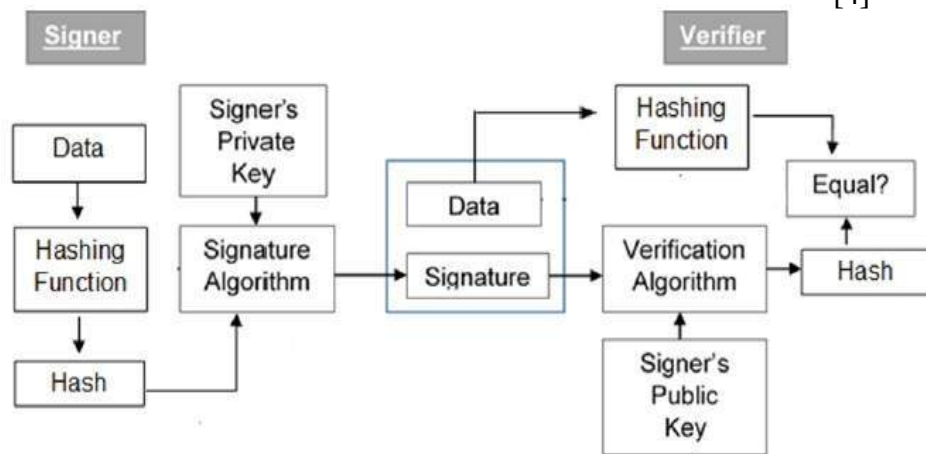 [4]
Signer
Verifier
Data
Hashing
Function
Hash
Signer's
Private
Key
Signature
Algorithm
Data
Signature
Hashing
Function
Verification
Algorithm
Signer's
Public
Key
Equal?
Hash